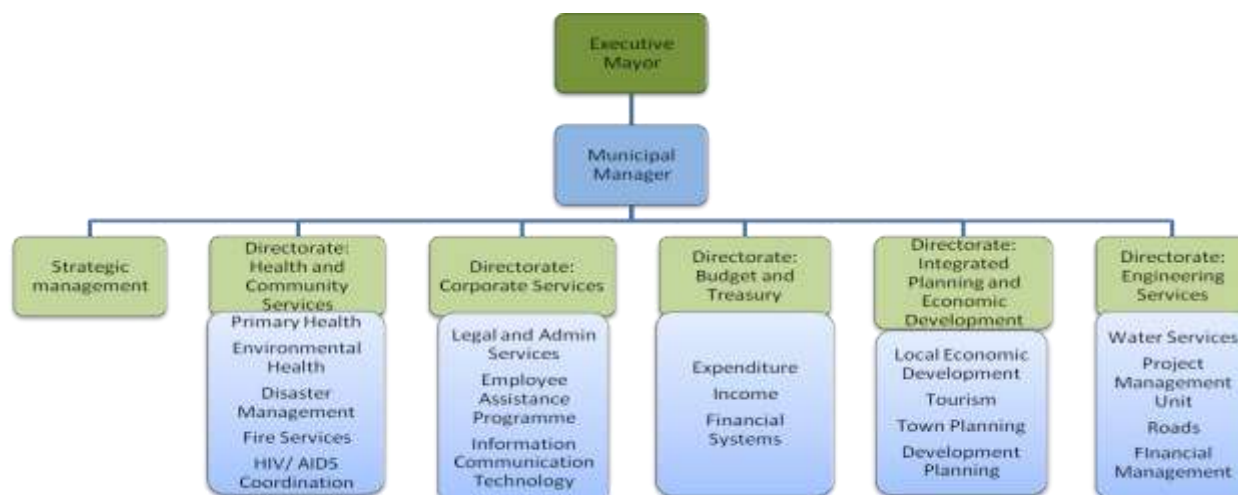 Executive
Mayor
Municipal
Manager
Strategic
management
Directorate:
Health and
Community
Services
Primary Health
Environmental
Health
Disaster
Management
Fire Services
HIV/ AIDS
Coordination
Directorate:
Corporate Services
Legal and Admin
Services
Employee
Assistance
Programme
Information
Communication
Technology
Directorate:
Budget and
Treasury
Expenditure
Income
Financial
Systems
Directorate:
Integrated
Planning and
Economic
Development
Local Economic
Development
Tourism
Town Planning
Development
Planning
Directorate:
Engineering
Services
Water Services
Project
Management
Unit
Roads
FInancial
Management